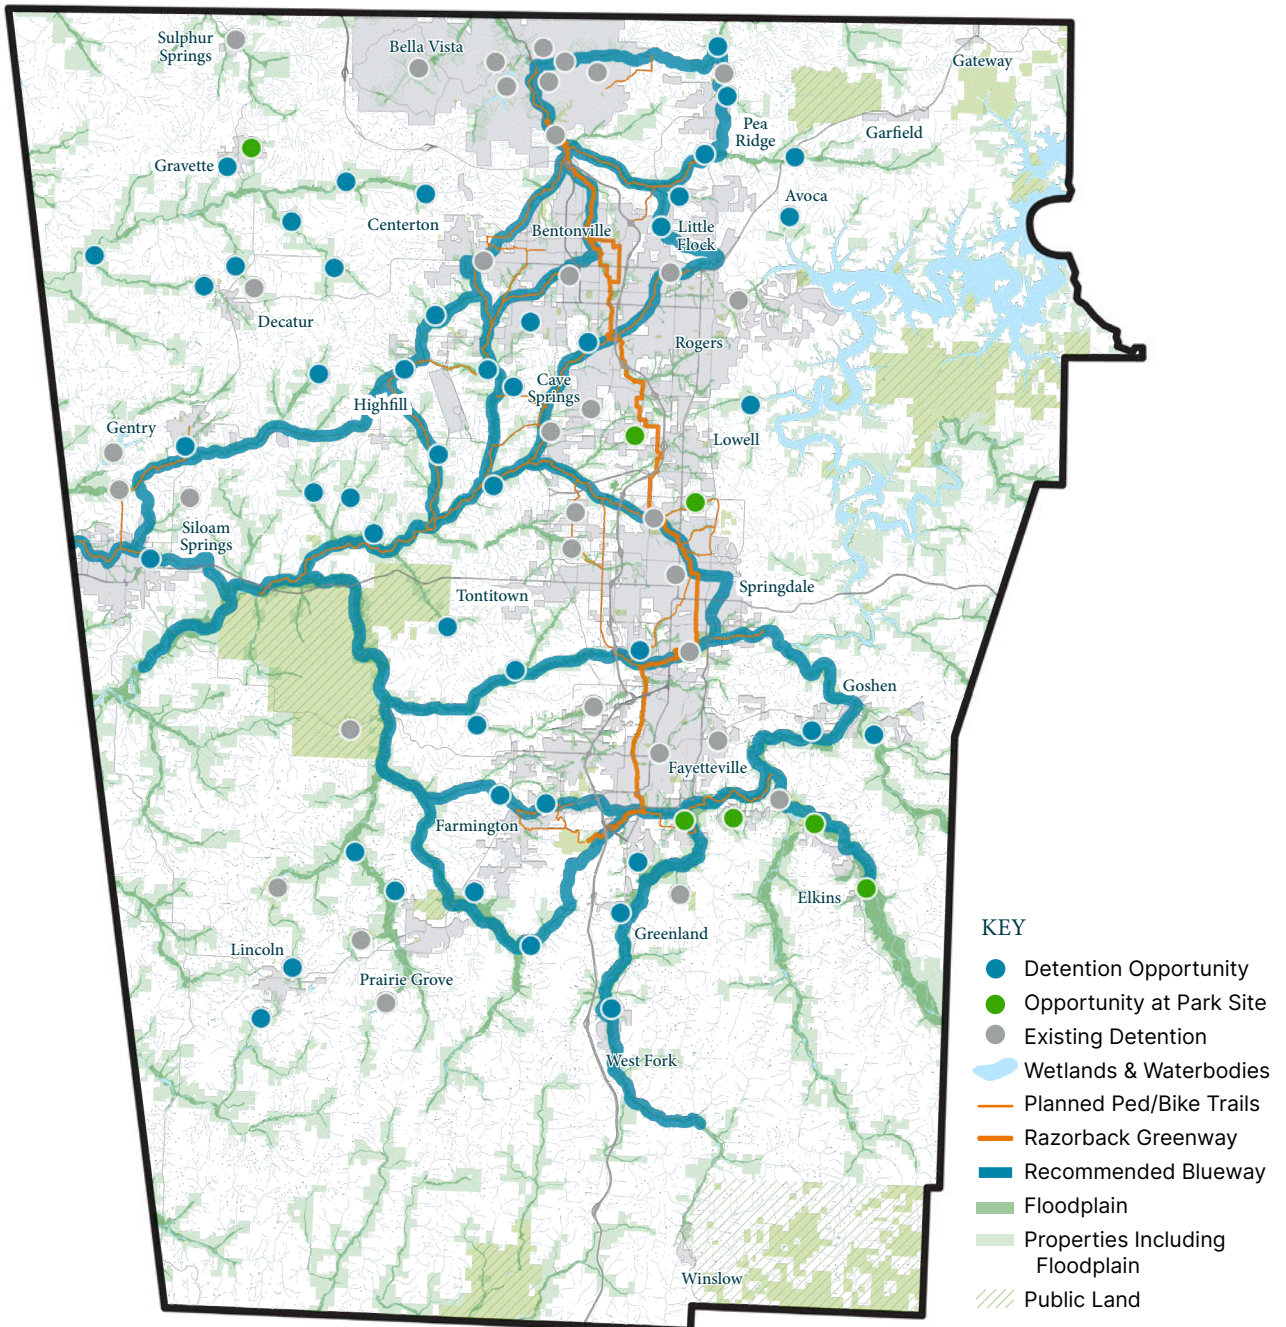 Sulphur
Springs
Bella Vista
Gateway
Pea
Ridge
Garfield
Gravette
Avoca
Centerton
Bentonville
Little
Flock
Decatur
Rogers
Cave
Springs
Highfill
Gentry
Lowell
Siloam
Springs
Tontitown
Springdale
Goshen
Fayetteville
Farmington
Elkins
Greenland
Lincoln
Prairie Grove
West Fork
Winslow
KEY
Detention Opportunity
Opportunity at Park Site
Existing Detention
Wetlands & Waterbodies
Planned Ped/Bike Trails
Razorback Greenway
Recommended Blueway
Floodplain
Properties Including
Floodplain
Public Land